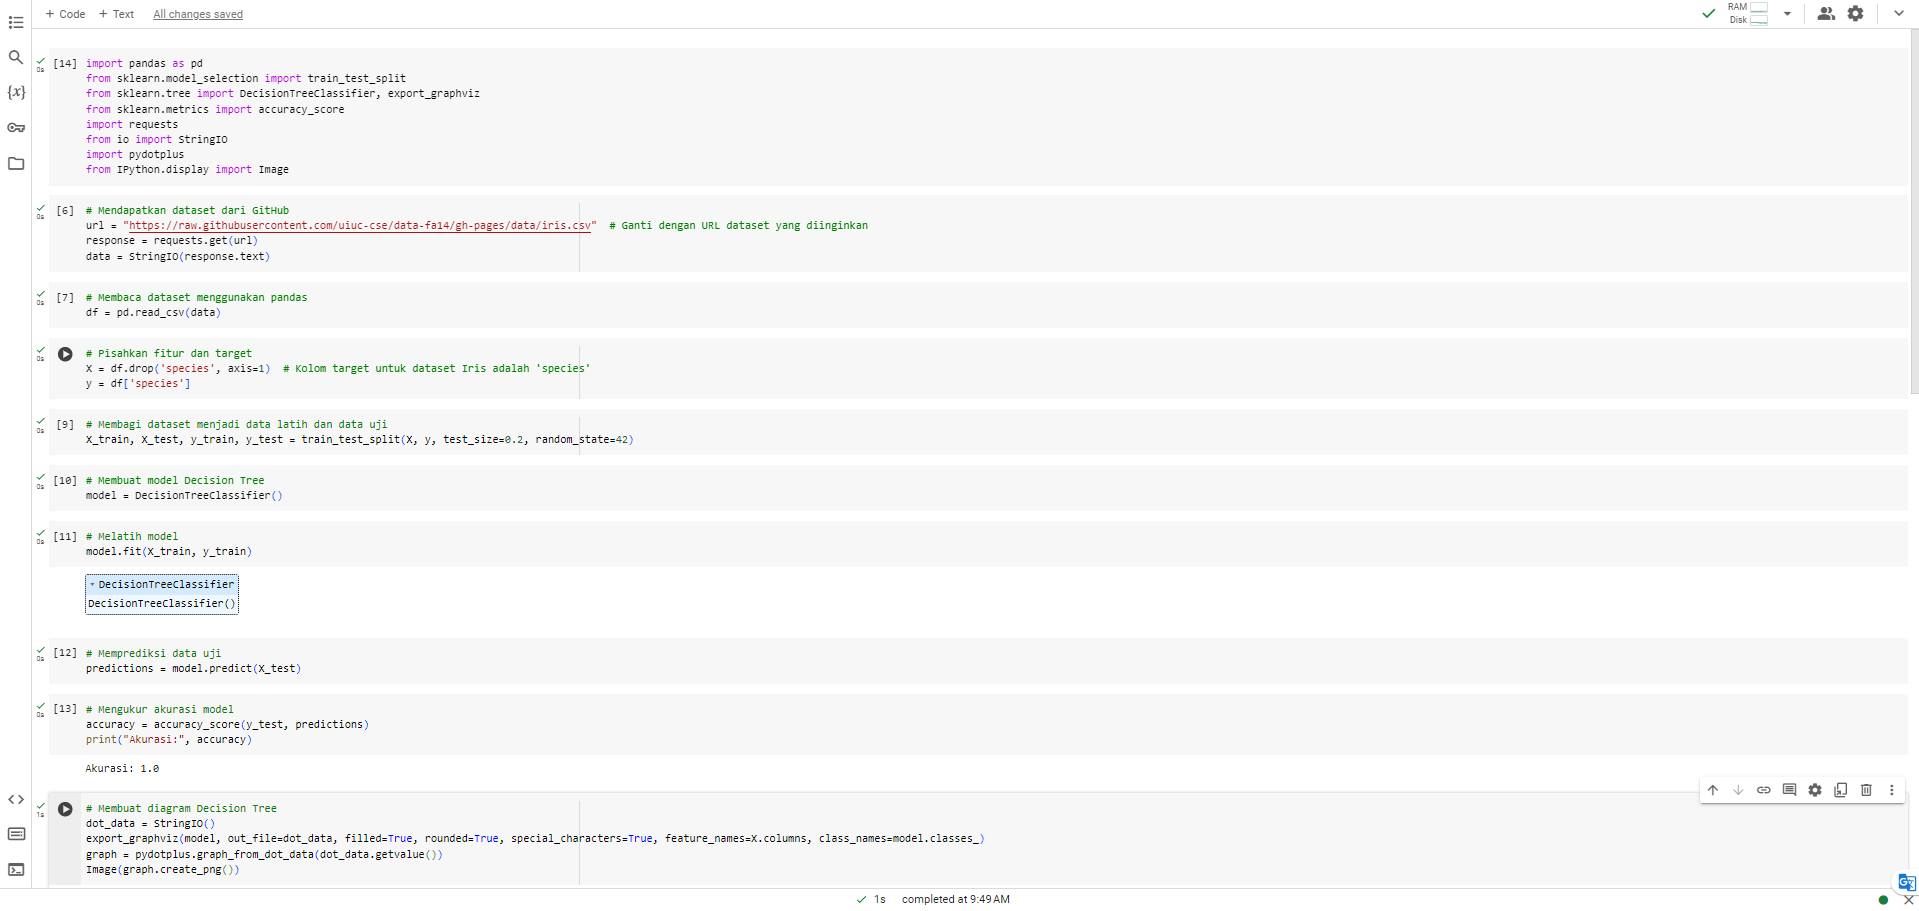 + Code + Text All changes saved
RAM
Disk
[14] import pandas as pd
from sklearn.model_selection import train_test_split
from sklearn.tree import DecisionTreeClassifier, export_graphviz
from sklearn.metrics import accuracy_score
import requests
from io import StringIO
import pydotplus
from IPython.display import Image
0s
[6] # Mendapatkan dataset dari GitHub
url = "https://raw.githubusercontent.com/uiuc-cse/data-fa14/gh-pages/data/iris.csv"  # Ganti dengan URL dataset yang diinginkan
response = requests.get(url)
data = StringIO(response.text)
0s
[7] # Membaca dataset menggunakan pandas
df = pd.read_csv(data)
0s
# Pisahkan fitur dan target
X = df.drop('species', axis=1)  # Kolom target untuk dataset Iris adalah 'species'
y = df['species']
0s
[9] # Membagi dataset menjadi data latih dan data uji
X_train, X_test, y_train, y_test = train_test_split(X, y, test_size=0.2, random_state=42)
0s
[10] # Membuat model Decision Tree
model = DecisionTreeClassifier()
0s
[11] # Melatih model
model.fit(X_train, y_train)
0s
DecisionTreeClassifier
DecisionTreeClassifier()
[12] # Memprediksi data uji
predictions = model.predict(X_test)
0s
[13] # Mengukur akurasi model
accuracy = accuracy_score(y_test, predictions)
print("Akurasi:", accuracy)
0s
Akurasi: 1.0
# Membuat diagram Decision Tree
dot_data = StringIO()
export_graphviz(model, out_file=dot_data, filled=True, rounded=True, special_characters=True, feature_names=X.columns, class_names=model.classes_)
graph = pydotplus.graph_from_dot_data(dot_data.getvalue())
Image(graph.create_png())
1s
1s completed at 9:49 AM